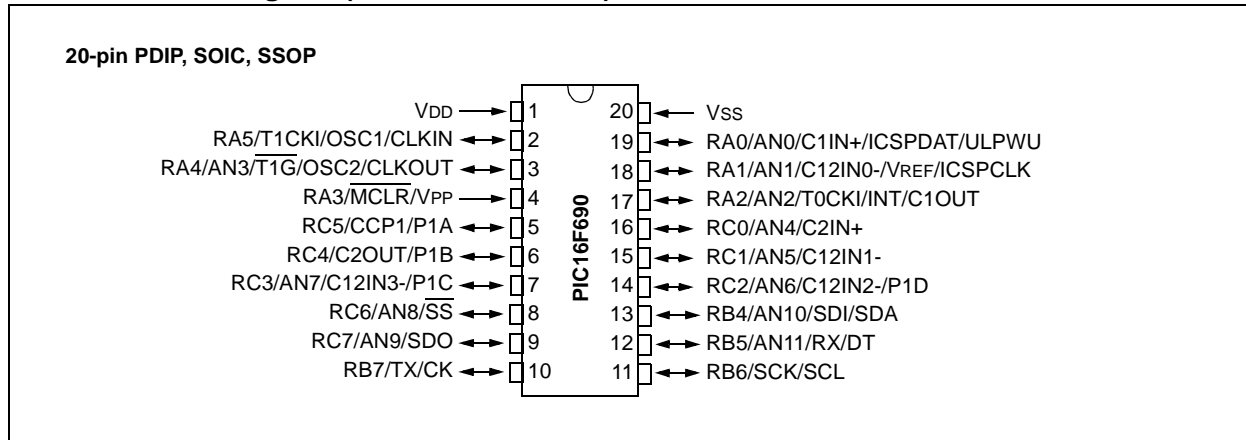 20-pin PDIP, SOIC, SSOP
VDD 1 20 VSS
RA5/T1CKI/OSC1/CLKIN 2 19 RA0/AN0/C1IN+/ICSPDAT/ULPWU
RA4/AN3/T1G/OSC2/CLKOUT 3 18 RA1/AN1/C12IN0-/VREF/ICSPCLK
RA3/MCLR/VPP 4 17 RA2/AN2/T0CKI/INT/C1OUT
RC5/CCP1/P1A 5 16 RC0/AN4/C2IN+
RC4/C2OUT/P1B 6 15 RC1/AN5/C12IN1-
RC3/AN7/C12IN3-/P1C 7 14 RC2/AN6/C12IN2-/P1D
RC6/AN8/SS 8 13 RB4/AN10/SDI/SDA
RC7/AN9/SDO 9 12 RB5/AN11/RX/DT
RB7/TX/CK 10 11 RB6/SCK/SCL
PIC16F690